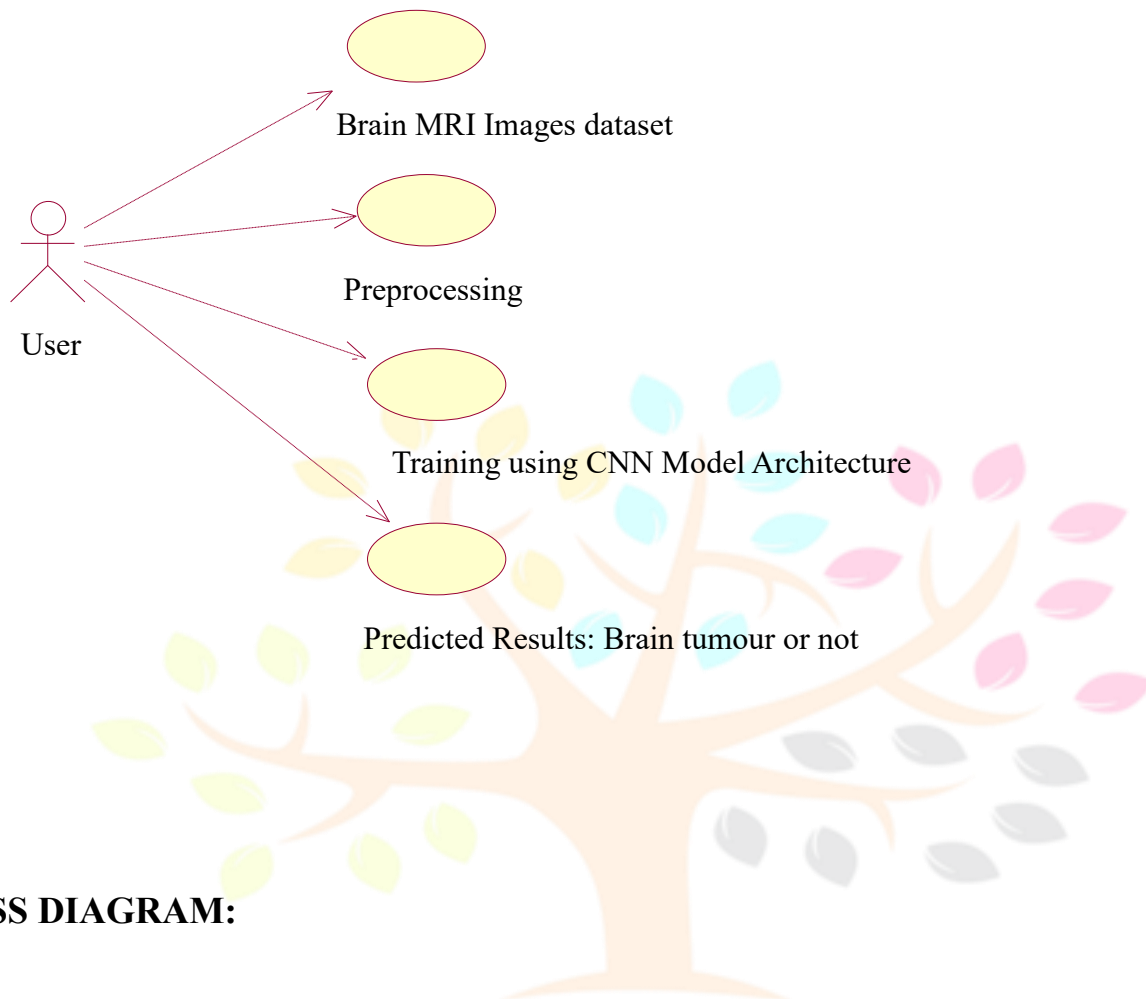 Brain MRI Images dataset
Preprocessing
User
Training using CNN Model Architecture
Predicted Results: Brain tumour or not
SS DIAGRAM: